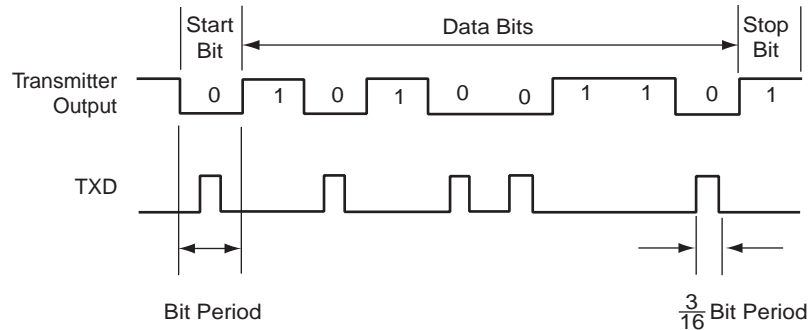 Start Bit
Data Bits
Stop Bit
Transmitter Output
0 1 0 1 0 0 1 1 0 1
TXD
Bit Period
3/16 Bit Period